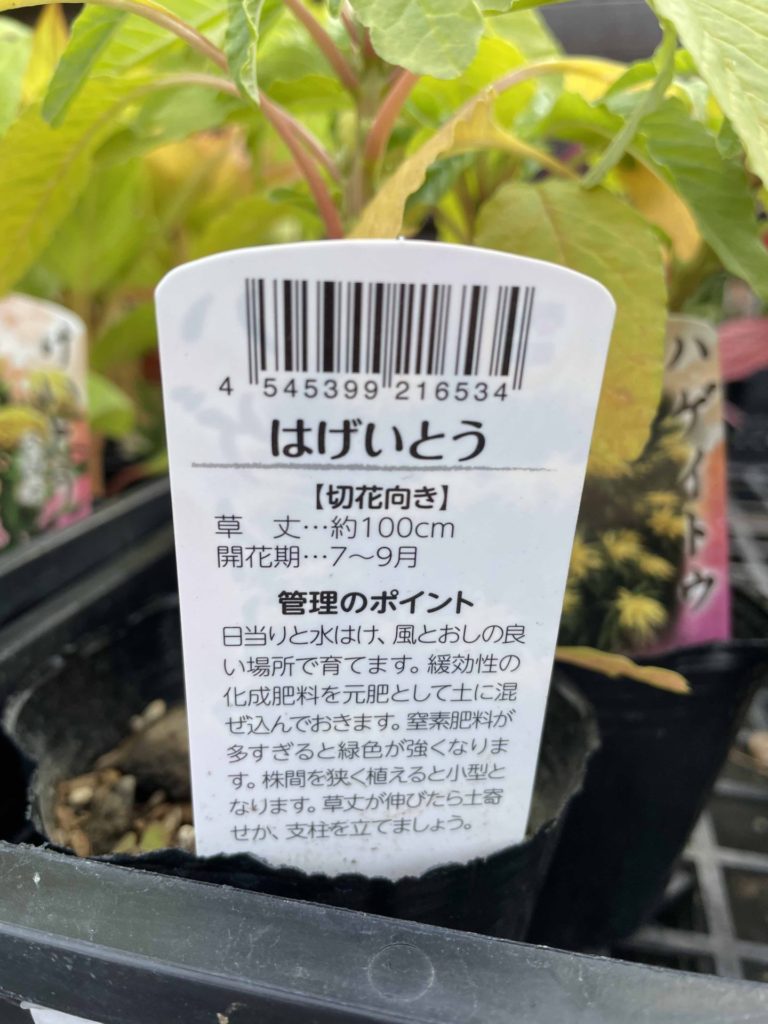 4 545399 216534
はげいとう
【切花向き】
草　丈…約100cm
開花期…7～9月
管理のポイント
日当りと水はけ、風とおしの良
い場所で育てます。緩効性の
化成肥料を元肥として土に混
ぜ込んでおきます。窒素肥料が
多すぎると緑色が強くなりま
す。株間を狭く植えると小型と
なります。草丈が伸びたら土寄
せか、支柱を立てましょう。
ハゲイトウ